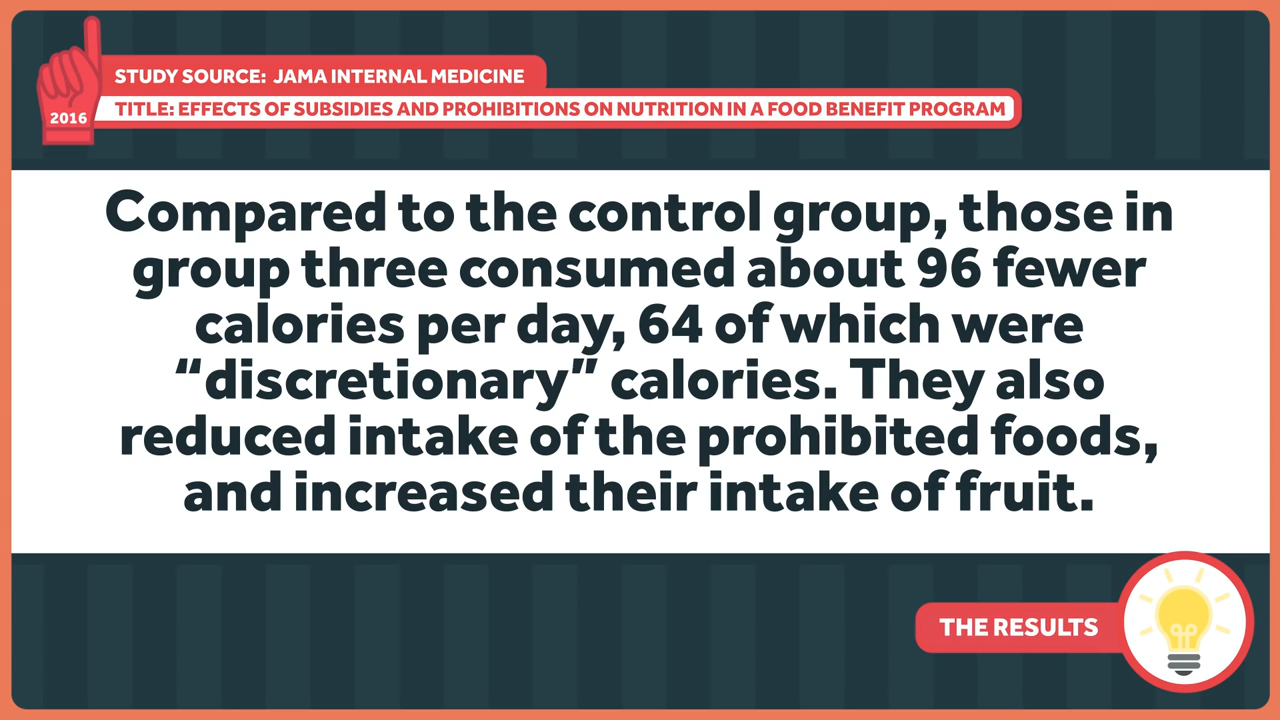 STUDY SOURCE: JAMA INTERNAL MEDICINE
2016
TITLE: EFFECTS OF SUBSIDIES AND PROHIBITIONS ON NUTRITION IN A FOOD BENEFIT PROGRAM
Compared to the control group, those in
group three consumed about 96 fewer
calories per day, 64 of which were
“discretionary” calories. They also
reduced intake of the prohibited foods,
and increased their intake of fruit.
THE RESULTS